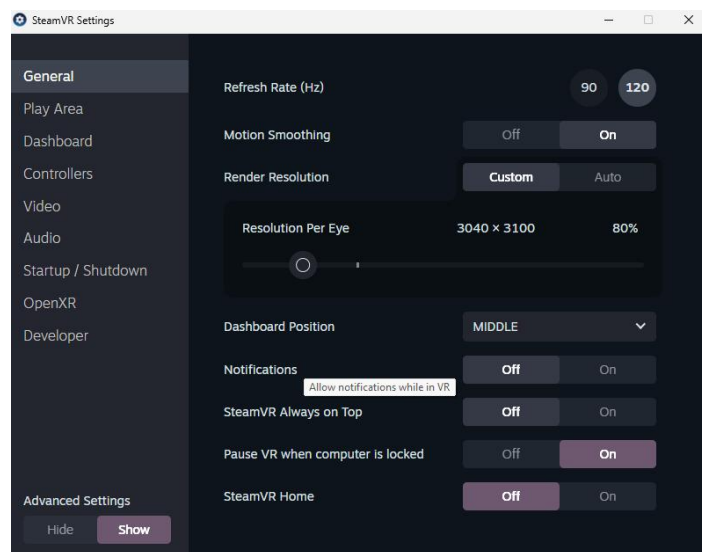 SteamVR Settings
General
Play Area
Dashboard
Controllers
Video
Audio
Startup / Shutdown
OpenXR
Developer
Advanced Settings
Hide Show
Refresh Rate (Hz) 90 120
Motion Smoothing Off On
Render Resolution Custom Auto
Resolution Per Eye 3040 × 3100 80%
Dashboard Position MIDDLE
Notifications Off On
Allow notifications while in VR
SteamVR Always on Top Off On
Pause VR when computer is locked Off On
SteamVR Home Off On